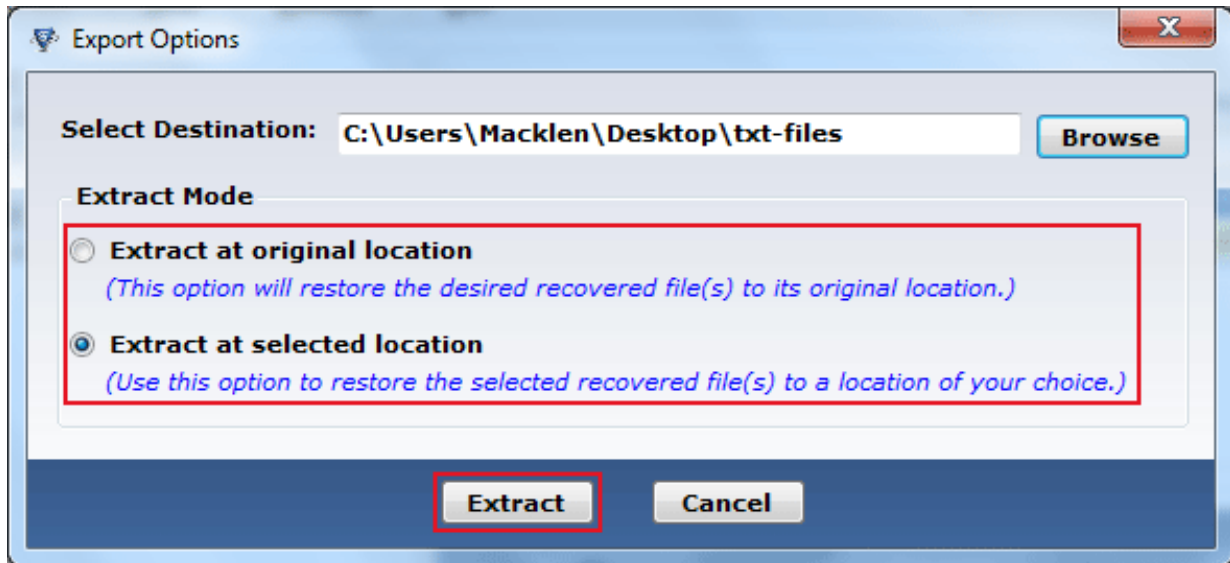 Export Options
Select Destination: C:\Users\Macklen\Desktop\txt-files Browse
Extract Mode
Extract at original location
(This option will restore the desired recovered file(s) to its original location.)
Extract at selected location
(Use this option to restore the selected recovered file(s) to a location of your choice.)
Extract Cancel